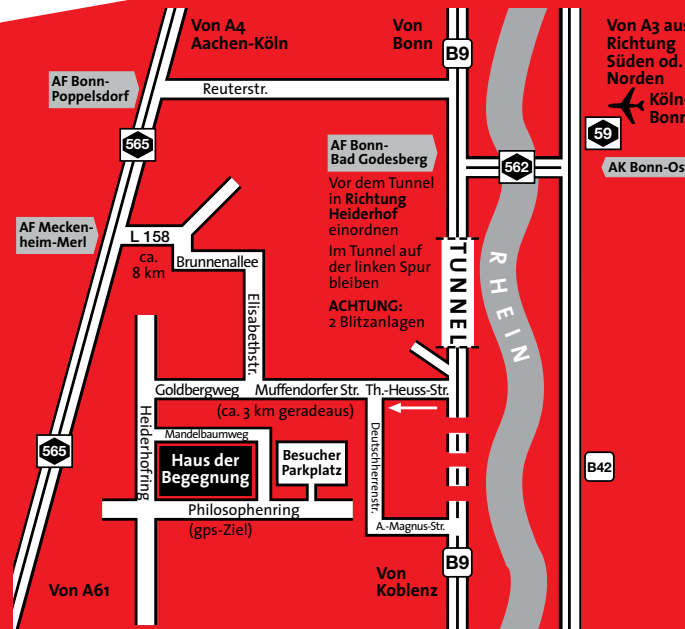 Von A4
Aachen-Köln
Von
Bonn
B9
Von A3 aus
Richtung
Süden od.
Norden
Köln-
Bonn
59
AF Bonn-
Poppelsdorf
Reuterstr.
565
AF Bonn-
Bad Godesberg
562
AK Bonn-Os
Vor dem Tunnel
in Richtung
Heiderhof
einordnen
Im Tunnel auf
der linken Spur
bleiben
ACHTUNG:
2 Blitzanlagen
TUNNEL
RHEIN
AF Mecken-
heim-Merl
L 158
ca.
8 km
Brunnenallee
Elisabethstr.
Goldbergweg
Muffendorfer Str.
Th.-Heuss-Str.
(ca. 3 km geradeaus)
Heiderhofring
Mandelbaumweg
Deutschherrenstr.
565
Haus der
Begegnung
Besucher
Parkplatz
B42
Philosophenring
(gps-Ziel)
A.-Magnus-Str.
B9
Von A61
Von
Koblenz